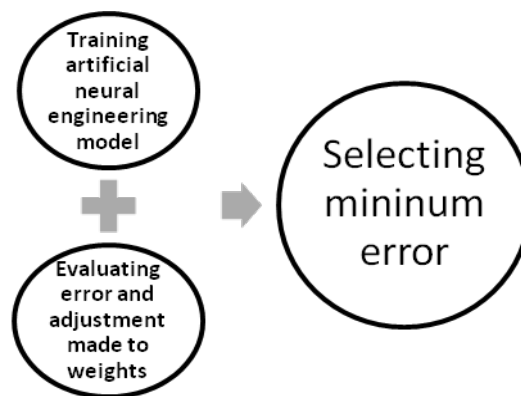 Training
artificial
neural
engineering
model
Evaluating
error and
adjustment
made to
weights
Selecting
mininum
error